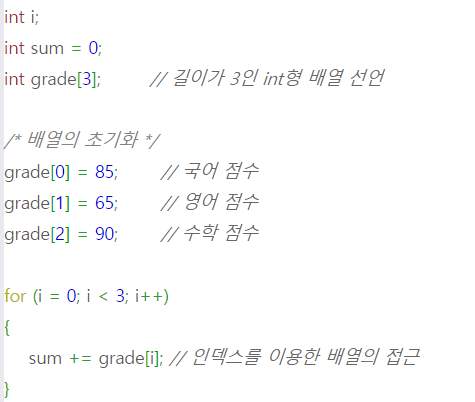 int i;
int sum = 0;
int grade[3]; // 길이가 3인 int형 배열 선언
/* 배열의 초기화 */
grade[0] = 85; // 국어 점수
grade[1] = 65; // 영어 점수
grade[2] = 90; // 수학 점수
for (i = 0; i < 3; i++)
{
sum += grade[i]; // 인덱스를 이용한 배열의 접근
}